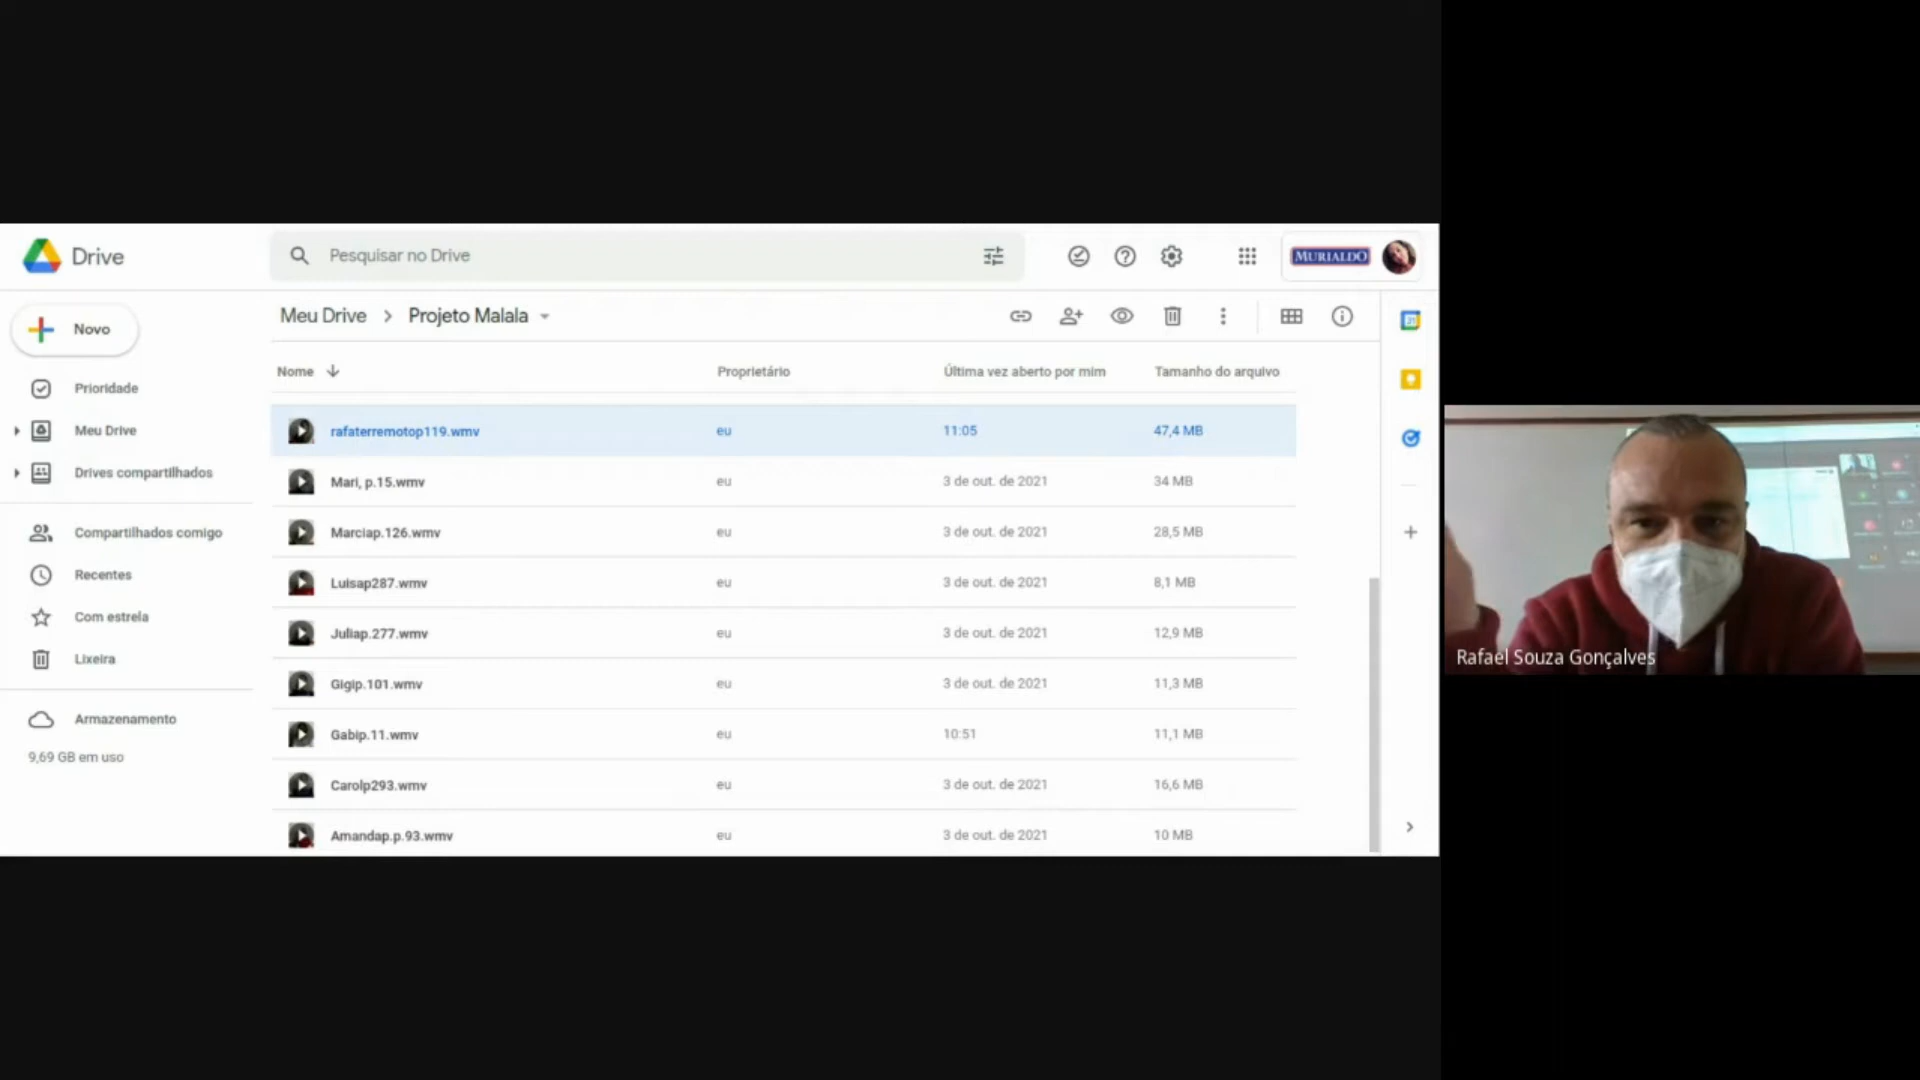 Drive
Pesquisar no Drive
MURIALDO
Novo
Meu Drive > Projeto Malala
Nome
Proprietário
Última vez aberto por mim
Tamanho do arquivo
Prioridade
Meu Drive
Drives compartilhados
Compartilhados comigo
Recentes
Com estrela
Lixeira
Armazenamento
9,69 GB em uso
rafaterremotop119.wmv eu 11:05 47,4 MB
Mari, p.15.wmv eu 3 de out. de 2021 34 MB
Marciap.126.wmv eu 3 de out. de 2021 28,5 MB
Luisap287.wmv eu 3 de out. de 2021 8,1 MB
Juliap.277.wmv eu 3 de out. de 2021 12,9 MB
Gigip.101.wmv eu 3 de out. de 2021 11,3 MB
Gabip.11.wmv eu 10:51 11,1 MB
Carolp293.wmv eu 3 de out. de 2021 16,6 MB
Amandap.p.93.wmv eu 3 de out. de 2021 10 MB
31
Rafael Souza Gonçalves